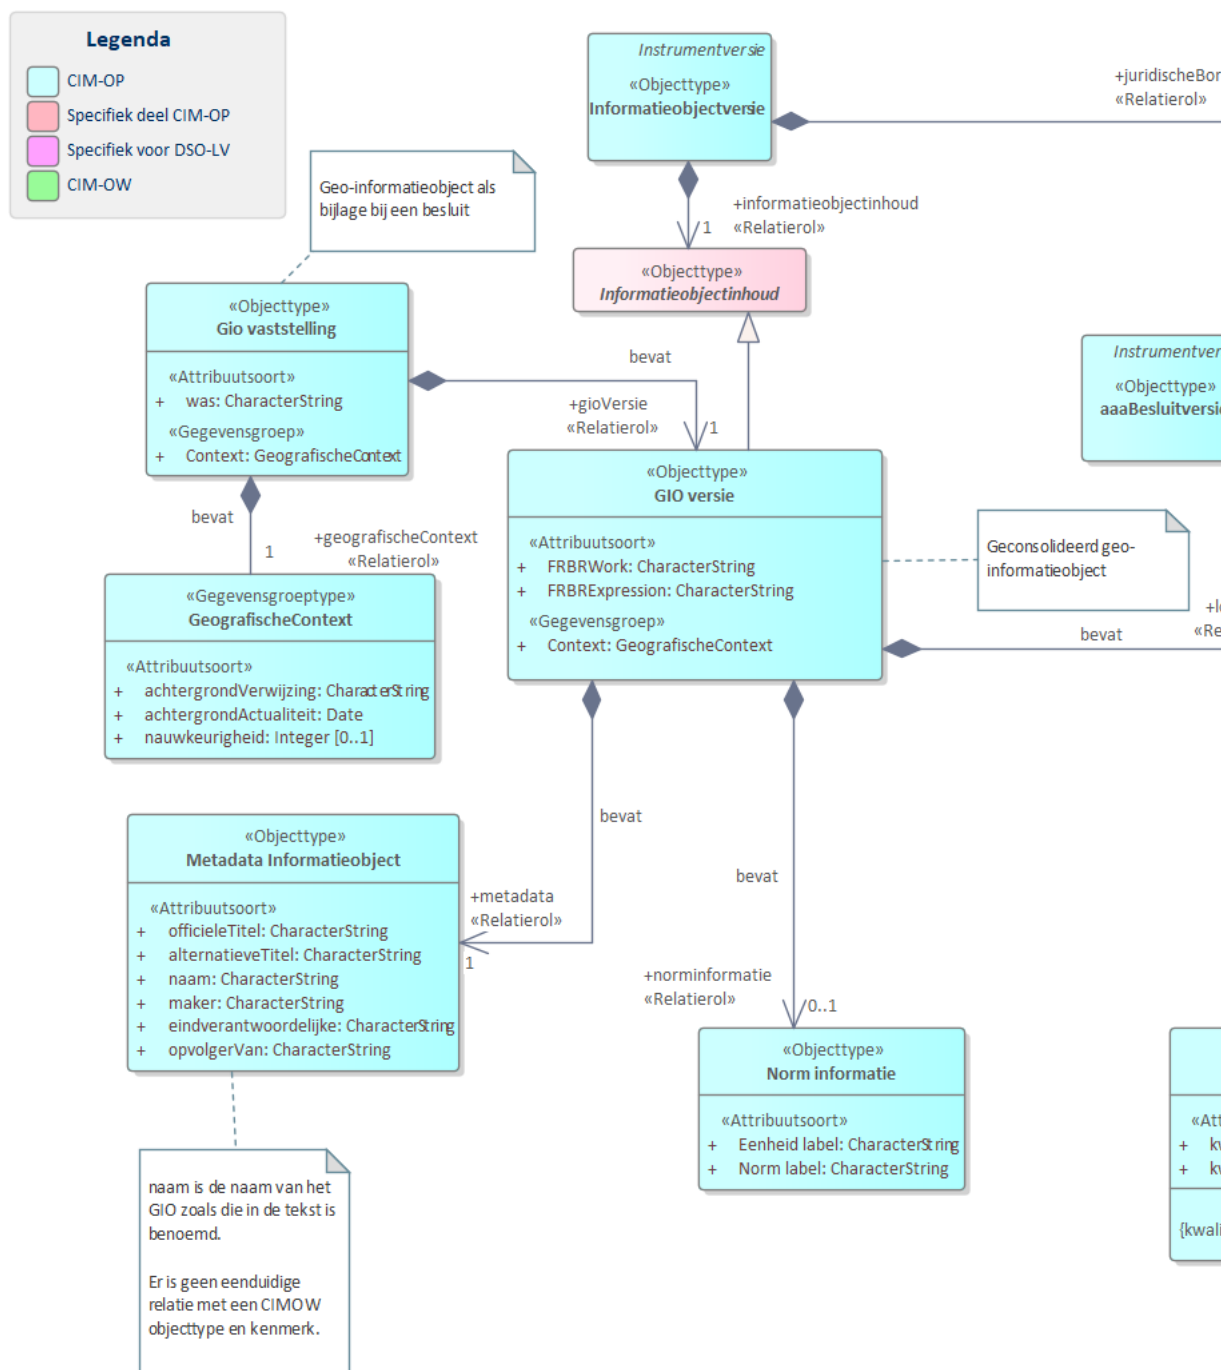 Legenda
CIM-OP
Specifiek deel CIM-OP
Specifiek voor DSO-LV
CIM-OW
Geo-informatieobject als
bijlage bij een besluit
Instrumentversie
«Objecttype»
Informatieobjectversie
+juridischeBor
«Relatierol»
+informatieobjectinhoud
1 «Relatierol»
«Objecttype»
Informatieobjectinhoud
«Objecttype»
Gio vaststelling
«Attribuutsoort»
+ was: CharacterString
«Gegevensgroep»
+ Context: GeografischeContext
bevat
+gioVersie
«Relatierol»
1
Instrumentver
«Objecttype»
aaaBesluitversie
«Objecttype»
GIO versie
«Attribuutsoort»
+ FRBRWork: CharacterString
+ FRBRExpression: CharacterString
«Gegevensgroep»
+ Context: GeografischeContext
Geconsolideerd geo-
informatieobject
bevat
«Re
bevat
1
+geografischeContext
«Relatierol»
«Gegevensgroeptype»
GeografischeContext
«Attribuutsoort»
+ achtergrondVerwijzing: CharacterString
+ achtergrondActualiteit: Date
+ nauwkeurigheid: Integer [0..1]
bevat
+metadata
«Relatierol»
1
«Objecttype»
Metadata Informatieobject
«Attribuutsoort»
+ officieleTitel: CharacterString
+ alternatieveTitel: CharacterString
+ naam: CharacterString
+ maker: CharacterString
+ eindverantwoordelijke: CharacterString
+ opvolgerVan: CharacterString
bevat
+norminformatie
«Relatierol»
0..1
«Objecttype»
Norm informatie
«Attribuutsoort»
+ Eenheid label: CharacterString
+ Norm label: CharacterString
«Att
+ kw
+ kw
{kwali
naam is de naam van het
GIO zoals die in de tekst is
benoemd.
Er is geen eenduidige
relatie met een CIMOW
objecttype en kenmerk.